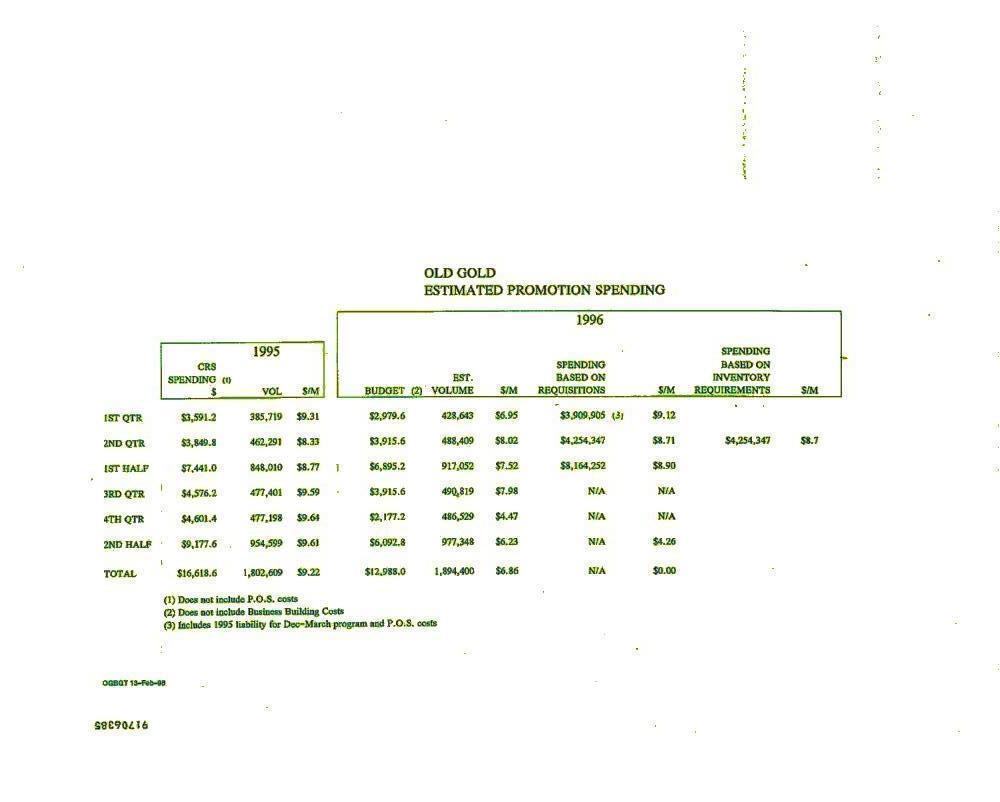 OLD GOLD
ESTIMATED PROMOTION SPENDING
1996
1995
CRS SPENDING (1) $ VOL $/M BUDGET (2) EST. VOLUME $/M SPENDING BASED ON REQUISITIONS $/M SPENDING BASED ON INVENTORY REQUIREMENTS $/M
1ST QTR $3,591.2 385,719 $9.31 $2,979.6 428,643 $6.95 $3,909,905 (3) $9.12
2ND QTR $3,849.8 462,291 $8.33 $3,915.6 488,409 $8.02 $4,254,347 $8.71 $4,254,347 $8.7
1ST HALF $7,441.0 848,010 $8.77 $6,895.2 917,052 $7.52 $8,164,252 $8.90
3RD QTR $4,576.2 477,401 $9.59 $3,915.6 490,819 $7.98 N/A N/A
4TH QTR $4,601.4 477,198 $9.64 $2,177.2 486,529 $4.47 N/A N/A
2ND HALF $9,177.6 954,599 $9.61 $6,092.8 977,348 $6.23 N/A $4.26
TOTAL $16,618.6 1,802,609 $9.22 $12,988.0 1,894,400 $6.86 N/A $0.00
(1) Does not include P.O.S. costs
(2) Does not include Business Building Costs
(3) Includes 1995 liability for Dec-March program and P.O.S. costs
OGBGT 13-Feb-96
91706385